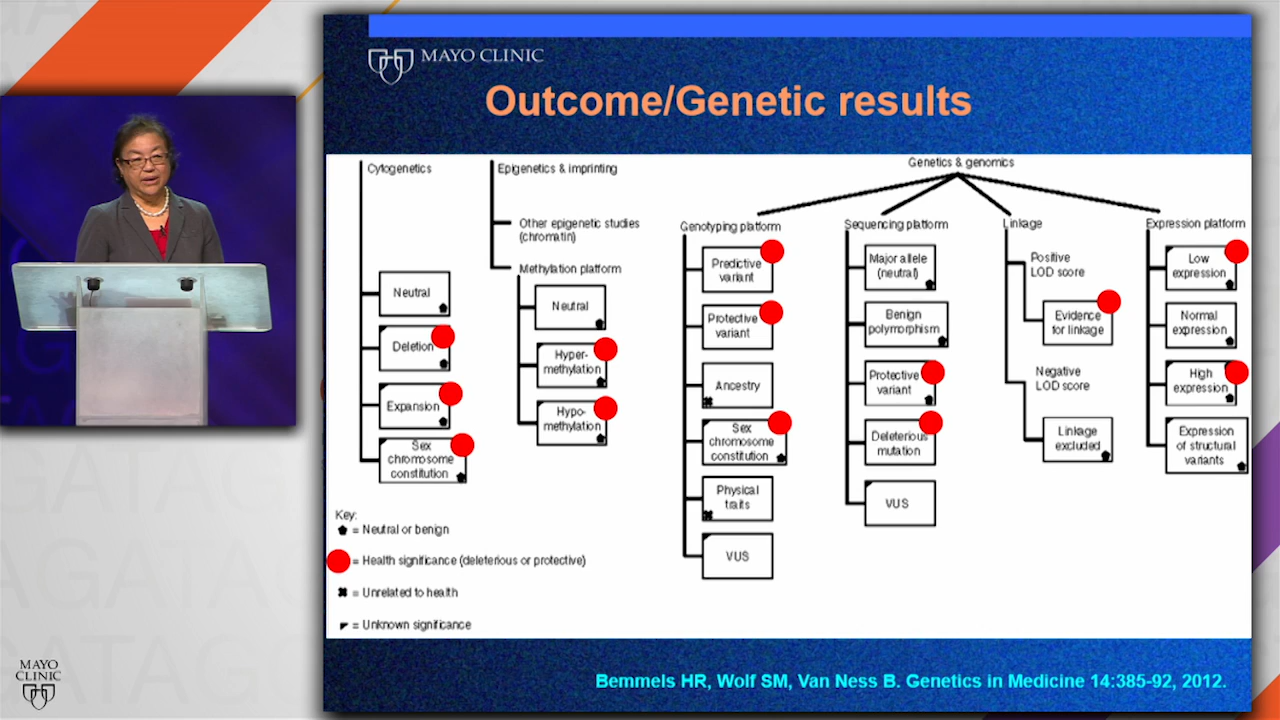 MAYO CLINIC
Outcome/Genetic results
Cytogenetics
Neutral
Deletion
Expansion
Sex
chromosome
constitution
Epigenetics & imprinting
Other epigenetic studies
(chromatin)
Methylation platform
Neutral
Hyper-
methylation
Hypo-
methylation
Genetics & genomics
Genotyping platform
Predictive
variant
Protective
variant
Ancestry
Sex
chromosome
constitution
Physical
traits
VUS
Sequencing platform
Major allele
(neutral)
Benign
polymorphism
Protective
variant
Deleterious
mutation
VUS
Linkage
Positive
LOD score
Evidence
for linkage
Negative
LOD score
Linkage
excluded
Expression platform
Low
expression
Normal
expression
High
expression
Expression
of structural
variants
Key:
= Neutral or benign
= Health significance (deleterious or protective)
= Unrelated to health
= Unknown significance
Bemmels HR, Wolf SM, Van Ness B. Genetics in Medicine 14:385-92, 2012.
MAYO
CLINIC